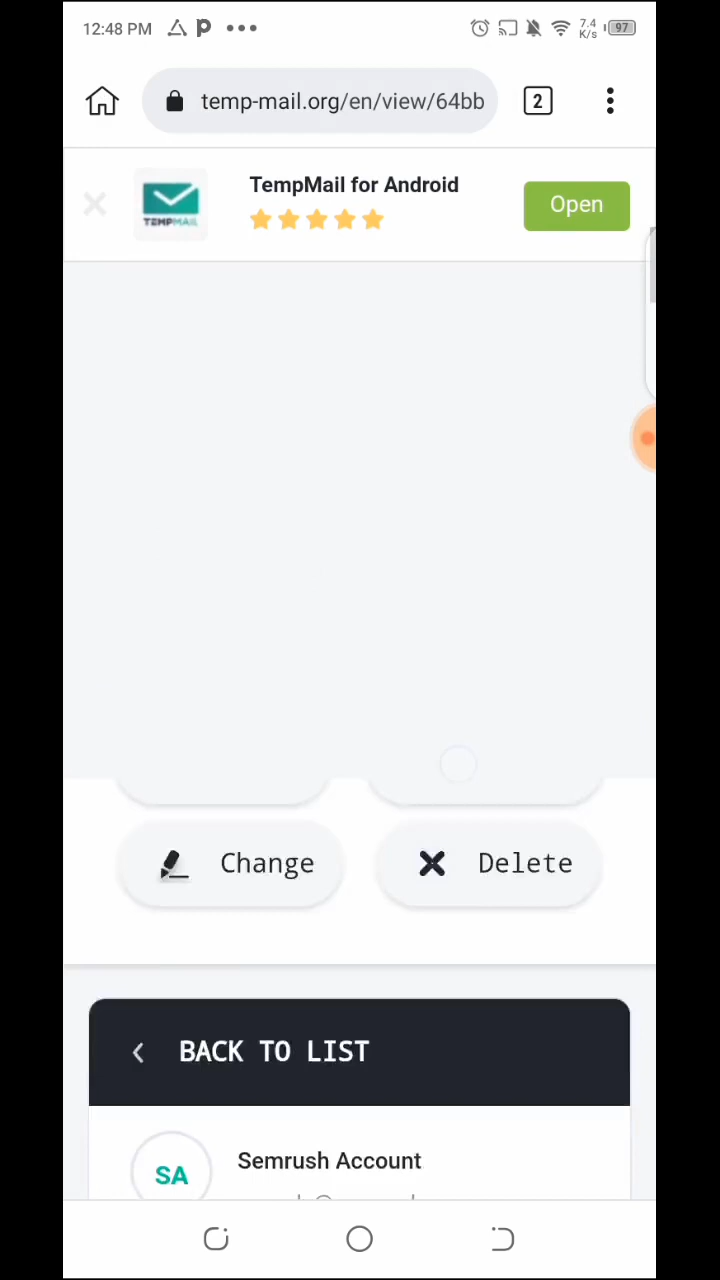 12:48 PM
7.4
K/s
97
temp-mail.org/en/view/64bb
2
TEMPMAIL
TempMail for Android
Open
Change
Delete
BACK TO LIST
SA
Semrush Account